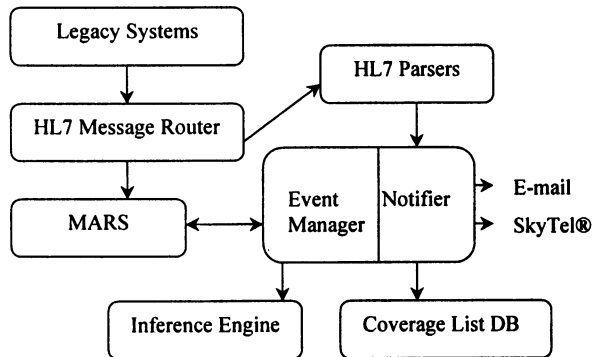 Legacy Systems
HL7 Parsers
HL7 Message Router
Event
Manager
Notifier
E-mail
SkyTel®
MARS
Inference Engine
Coverage List DB